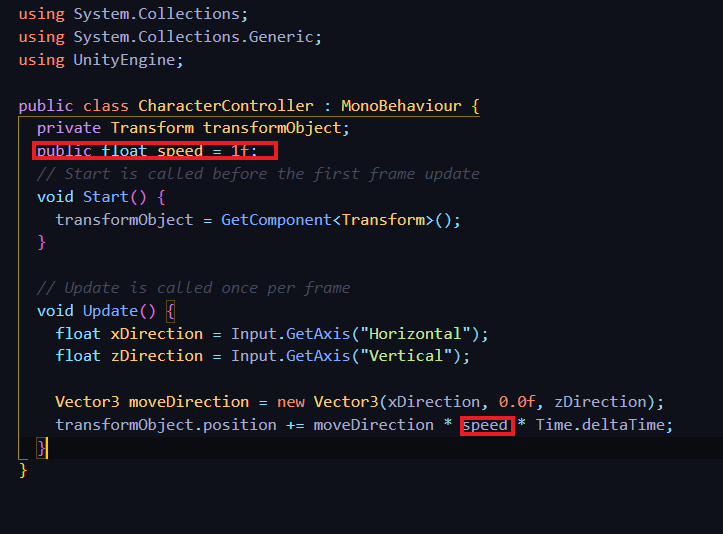 using System.Collections;
using System.Collections.Generic;
using UnityEngine;
public class CharacterController : MonoBehaviour {
private Transform transformObject;
public float speed = 1f;
// Start is called before the first frame update
void Start() {
transformObject = GetComponent<Transform>();
}
// Update is called once per frame
void Update() {
float xDirection = Input.GetAxis("Horizontal");
float zDirection = Input.GetAxis("Vertical");
Vector3 moveDirection = new Vector3(xDirection, 0.0f, zDirection);
transformObject.position += moveDirection * speed * Time.deltaTime;
}
}